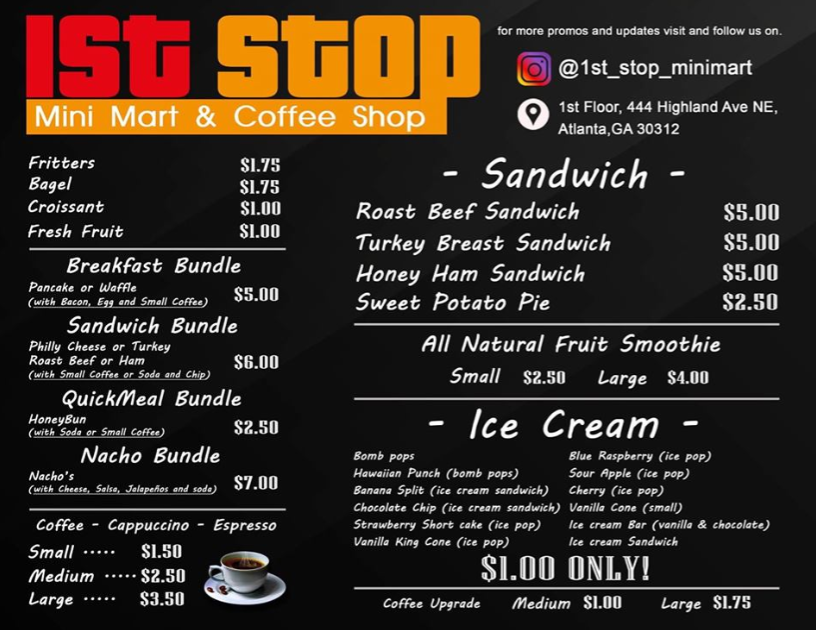 1st Stop
Mini Mart & Coffee Shop
for more promos and updates visit and follow us on.
@1st_stop_minimart
1st Floor, 444 Highland Ave NE,
Atlanta,GA 30312
Fritters $1.75
Bagel $1.75
Croissant $1.00
Fresh Fruit $1.00
Breakfast Bundle
Pancake or Waffle
(with Bacon, Egg and Small Coffee) $5.00
Sandwich Bundle
Philly Cheese or Turkey
Roast Beef or Ham $6.00
(with Small Coffee or Soda and Chip)
QuickMeal Bundle
HoneyBun
(with Soda or Small Coffee) $2.50
Nacho Bundle
Nacho's
(with Cheese, Salsa, Jalapeños and soda) $7.00
Coffee - Cappuccino - Espresso
Small ····· $1.50
Medium ····· $2.50
Large ····· $3.50
- Sandwich -
Roast Beef Sandwich $5.00
Turkey Breast Sandwich $5.00
Honey Ham Sandwich $5.00
Sweet Potato Pie $2.50
All Natural Fruit Smoothie
Small $2.50 Large $4.00
- Ice Cream -
Bomb pops
Hawaiian Punch (bomb pops)
Banana Split (ice cream sandwich)
Chocolate Chip (ice cream sandwich)
Strawberry Short cake (ice pop)
Vanilla King Cone (ice pop)
Blue Raspberry (ice pop)
Sour Apple (ice pop)
Cherry (ice pop)
Vanilla Cone (small)
Ice cream Bar (vanilla & chocolate)
Ice cream Sandwich
$1.00 ONLY!
Coffee Upgrade Medium $1.00 Large $1.75